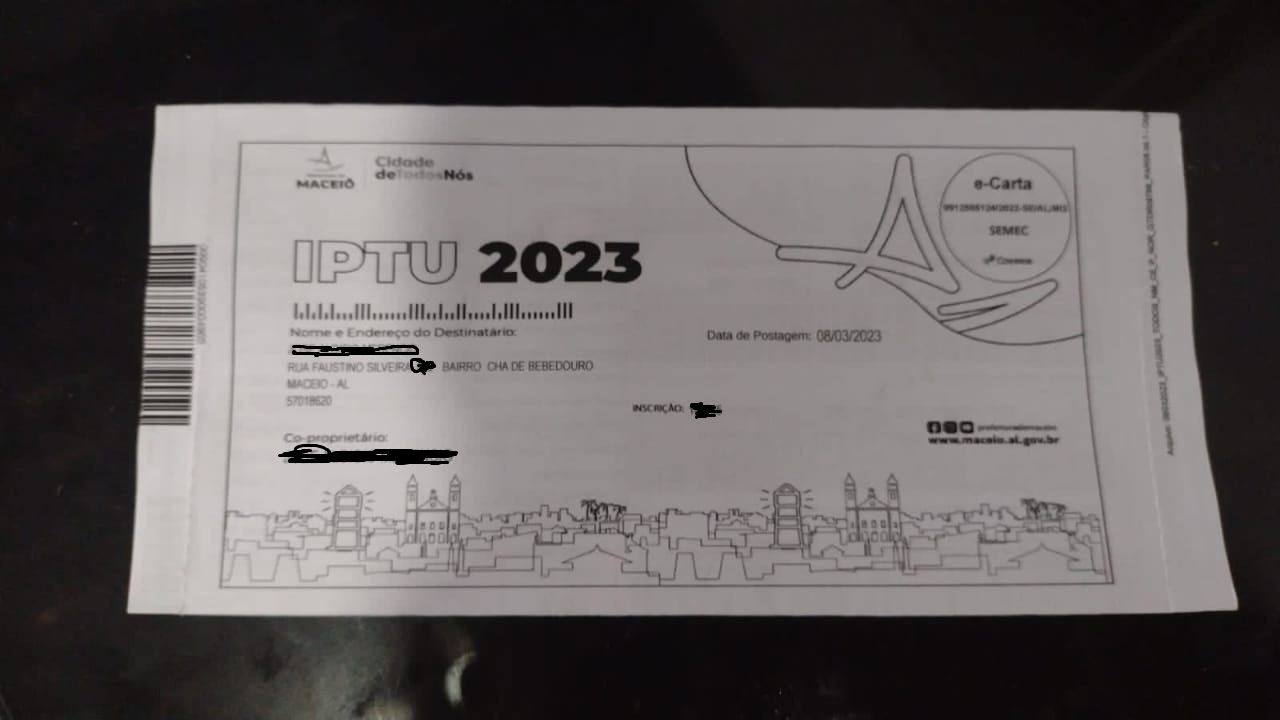 MACEIÓ
Cidade
deTodosNós
e-Carta
SEMEC
Correios
IPTU 2023
Nome e Endereço do Destinatário:
Data de Postagem: 08/03/2023
RUA FAUSTINO SILVEIRA BAIRRO CHA DE BEBEDOURO
MACEIO - AL
57018620
INSCRIÇÃO:
Co-proprietário:
prefeiturademaceio
www.maceio.al.gov.br